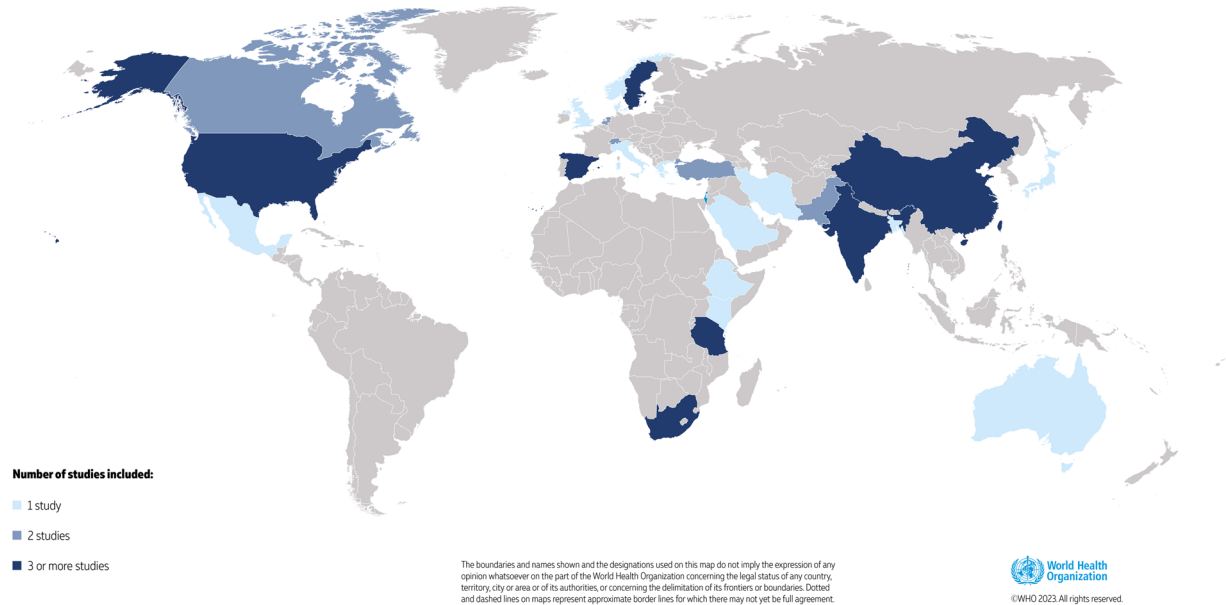 Number of studies included:
1 study
2 studies
3 or more studies
The boundaries and names shown and the designations used on this map do not imply the expression of any
opinion whatsoever on the part of the World Health Organization concerning the legal status of any country,
territory, city or area or of its authorities, or concerning the delimitation of its frontiers or boundaries. Dotted
and dashed lines on maps represent approximate border lines for which there may not yet be full agreement.
World Health
Organization
©WHO 2023. All rights reserved.